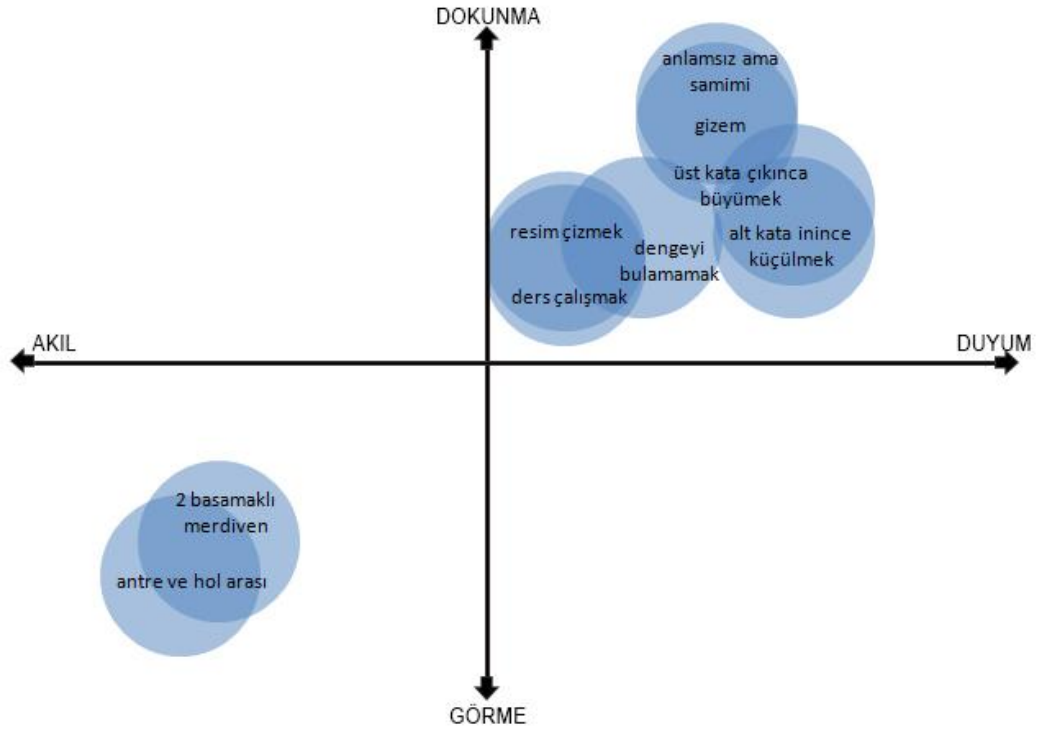 DOKUNMA
anlamsız ama
samimi
gizem
üst kata çıkınca
büyümek
resim çizmek
dengeyi
bulamamak
alt kata inince
küçülmek
ders çalışmak
AKIL
DUYUM
2 basamaklı
merdiven
antre ve hol arası
GÖRME